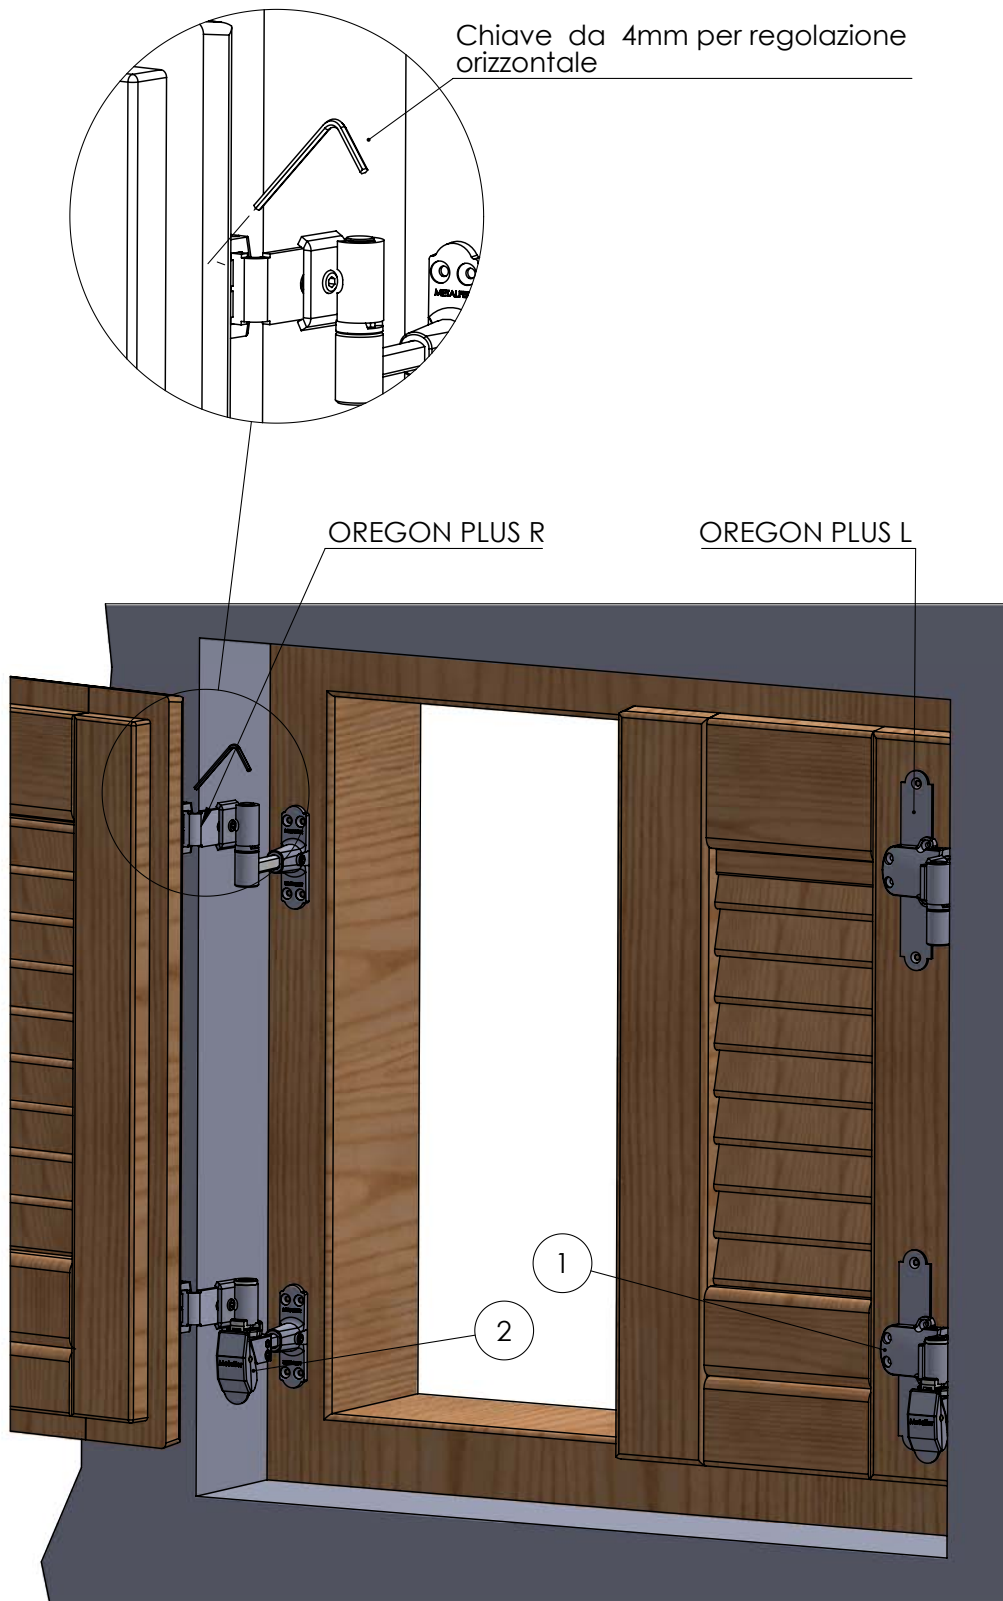 Chiave da 4mm per regolazione
orizzontale
OREGON PLUS R
OREGON PLUS L
1
2